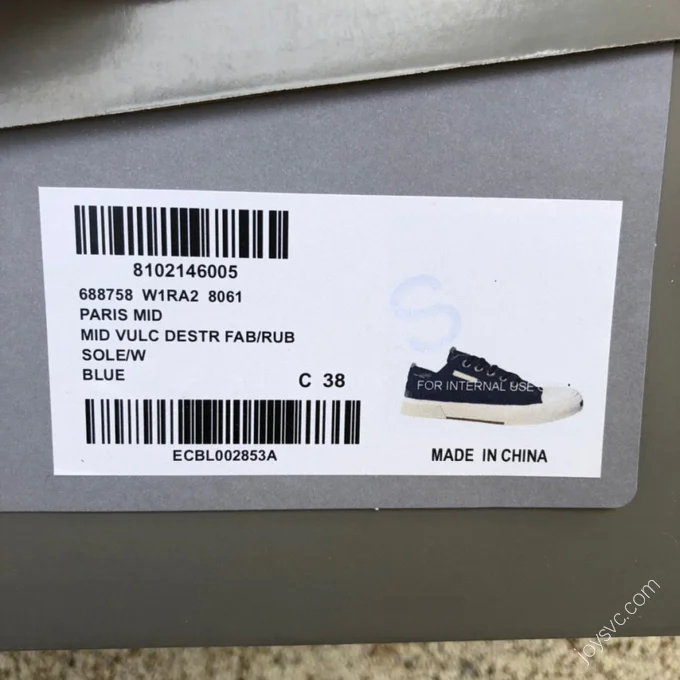 8102146005
688758 W1RA2 8061
PARIS MID
MID VULC DESTR FAB/RUB
SOLE/W
BLUE
C 38
ECBL002853A
S
FOR INTERNAL USE
MADE IN CHINA
joysvc.com